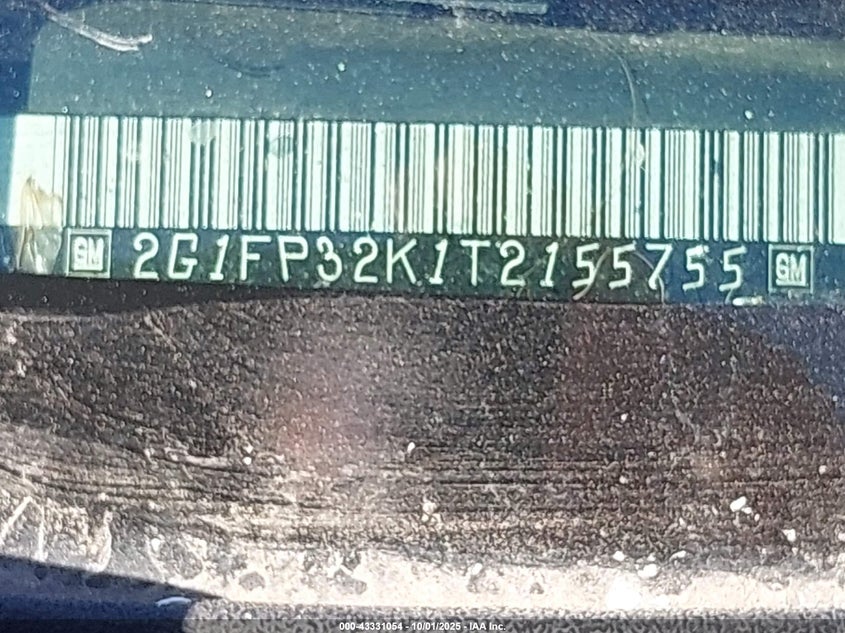 GM 2G1FP32K1T2155755 GM
000-43331054 - 10/01/2025 - IAA Inc.